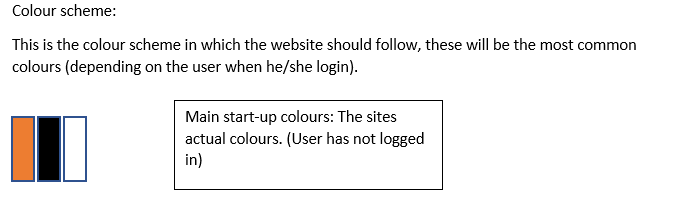 Colour scheme:
This is the colour scheme in which the website should follow, these will be the most common
colours (depending on the user when he/she login).
Main start-up colours: The sites
actual colours. (User has not logged
in)